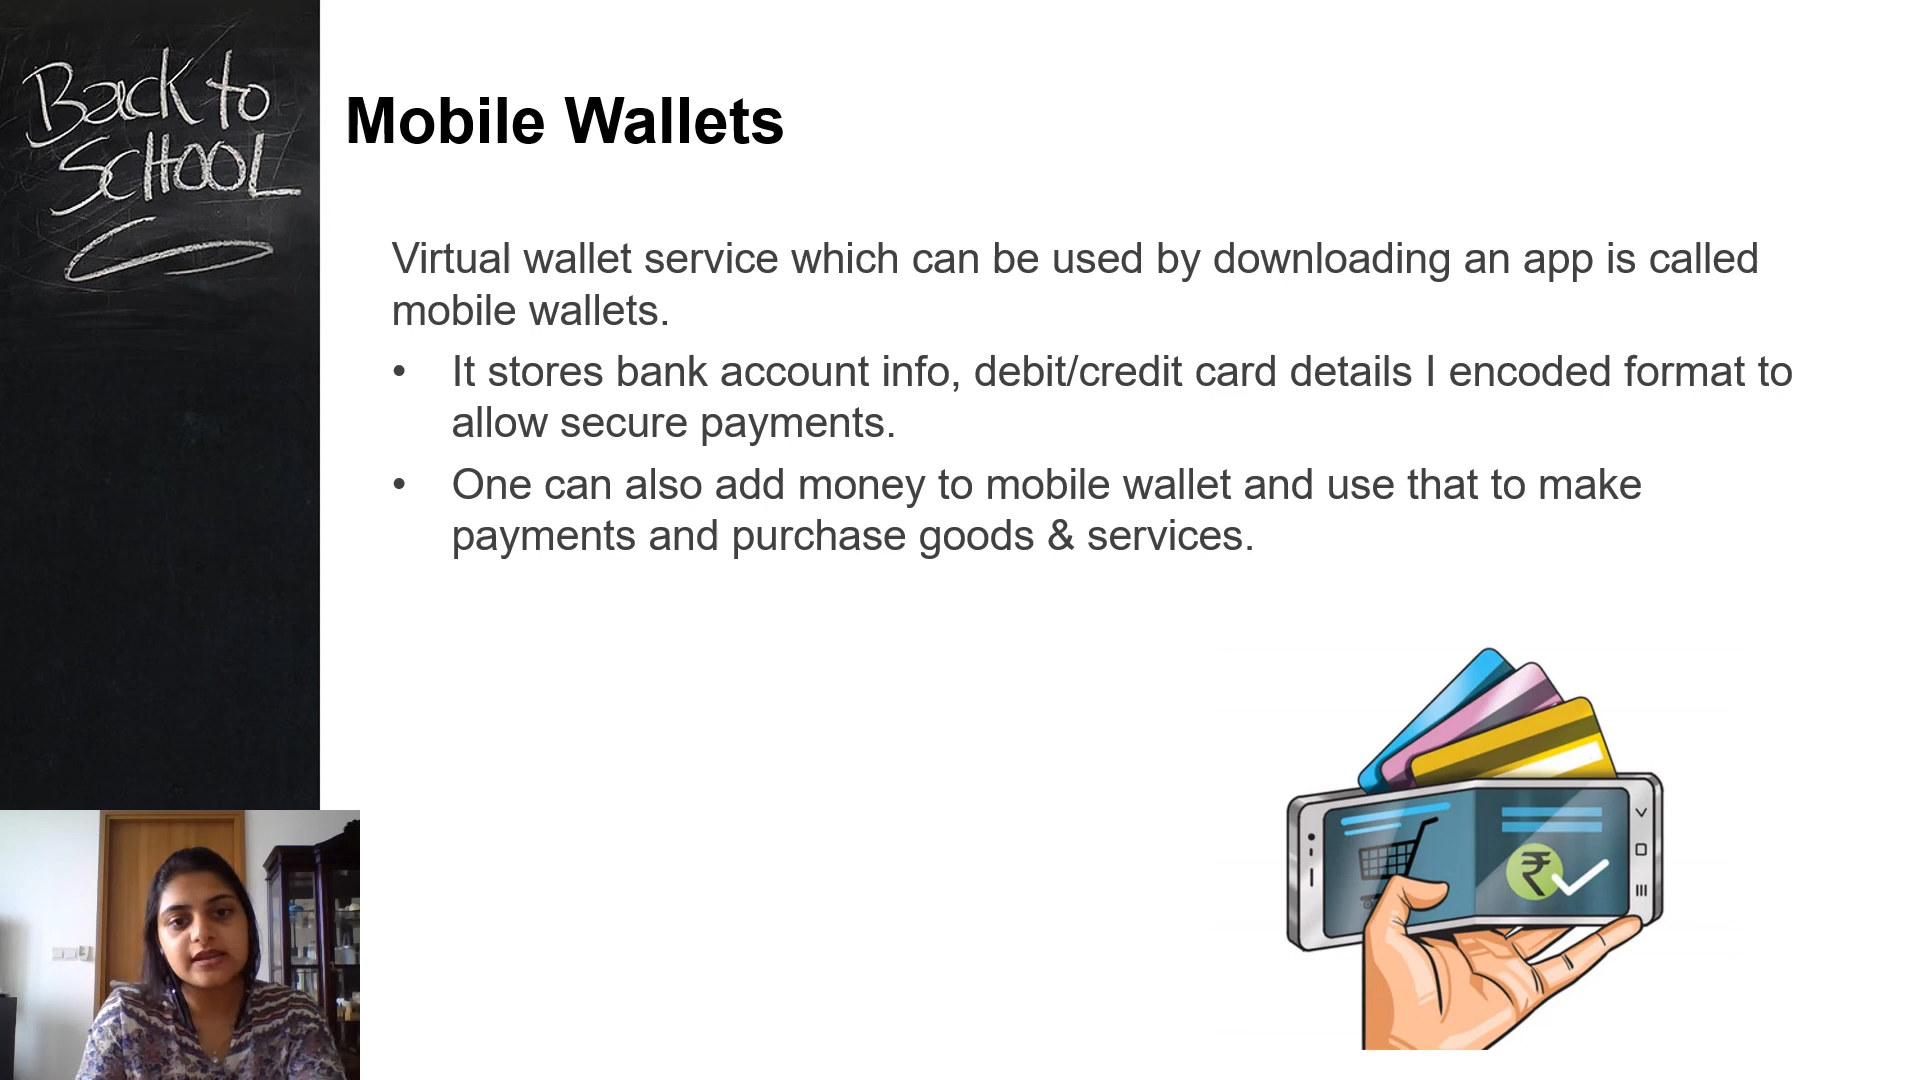 Back to
SCHOOL
Mobile Wallets
Virtual wallet service which can be used by downloading an app is called
mobile wallets.
• It stores bank account info, debit/credit card details I encoded format to
allow secure payments.
• One can also add money to mobile wallet and use that to make
payments and purchase goods & services.
₹